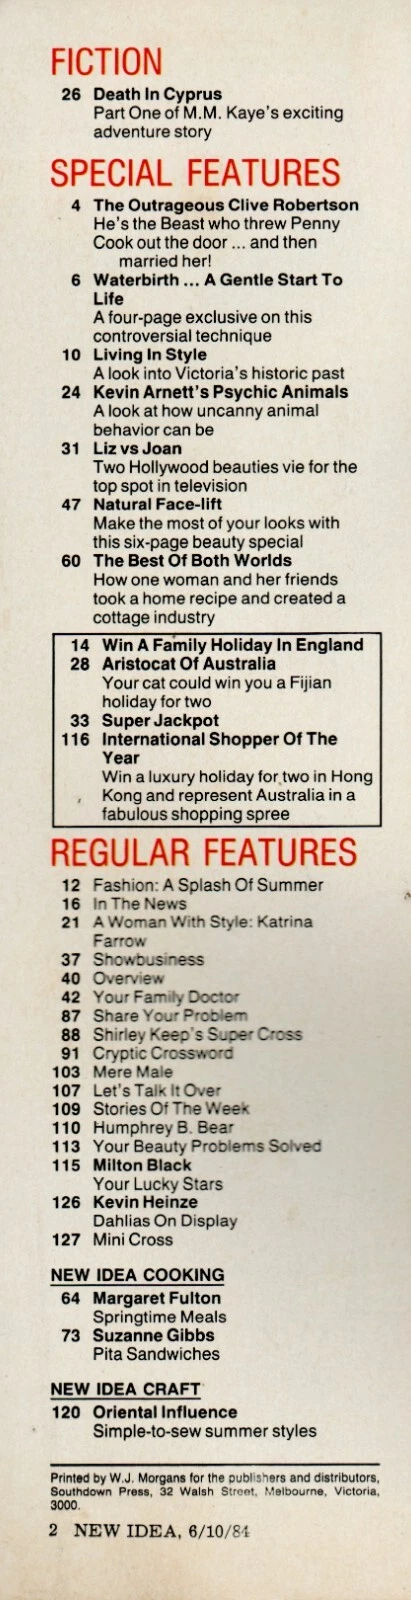 FICTION
26 Death In Cyprus
Part One of M.M. Kaye's exciting
adventure story
SPECIAL FEATURES
4 The Outrageous Clive Robertson
He's the Beast who threw Penny
Cook out the door ... and then
married her!
6 Waterbirth ... A Gentle Start To
Life
A four-page exclusive on this
controversial technique
10 Living In Style
A look into Victoria's historic past
24 Kevin Arnett's Psychic Animals
A look at how uncanny animal
behavior can be
31 Liz vs Joan
Two Hollywood beauties vie for the
top spot in television
47 Natural Face-lift
Make the most of your looks with
this six-page beauty special
60 The Best Of Both Worlds
How one woman and her friends
took a home recipe and created a
cottage industry
14 Win A Family Holiday In England
28 Aristocat Of Australia
Your cat could win you a Fijian
holiday for two
33 Super Jackpot
116 International Shopper Of The
Year
Win a luxury holiday for two in Hong
Kong and represent Australia in a
fabulous shopping spree
REGULAR FEATURES
12 Fashion: A Splash Of Summer
16 In The News
21 A Woman With Style: Katrina
Farrow
37 Showbusiness
40 Overview
42 Your Family Doctor
87 Share Your Problem
88 Shirley Keep's Super Cross
91 Cryptic Crossword
103 Mere Male
107 Let's Talk It Over
109 Stories Of The Week
110 Humphrey B. Bear
113 Your Beauty Problems Solved
115 Milton Black
Your Lucky Stars
126 Kevin Heinze
Dahlias On Display
127 Mini Cross
NEW IDEA COOKING
64 Margaret Fulton
Springtime Meals
73 Suzanne Gibbs
Pita Sandwiches
NEW IDEA CRAFT
120 Oriental Influence
Simple-to-sew summer styles
Printed by W.J. Morgans for the publishers and distributors,
Southdown Press, 32 Walsh Street, Melbourne, Victoria,
3000.
2 NEW IDEA, 6/10/84